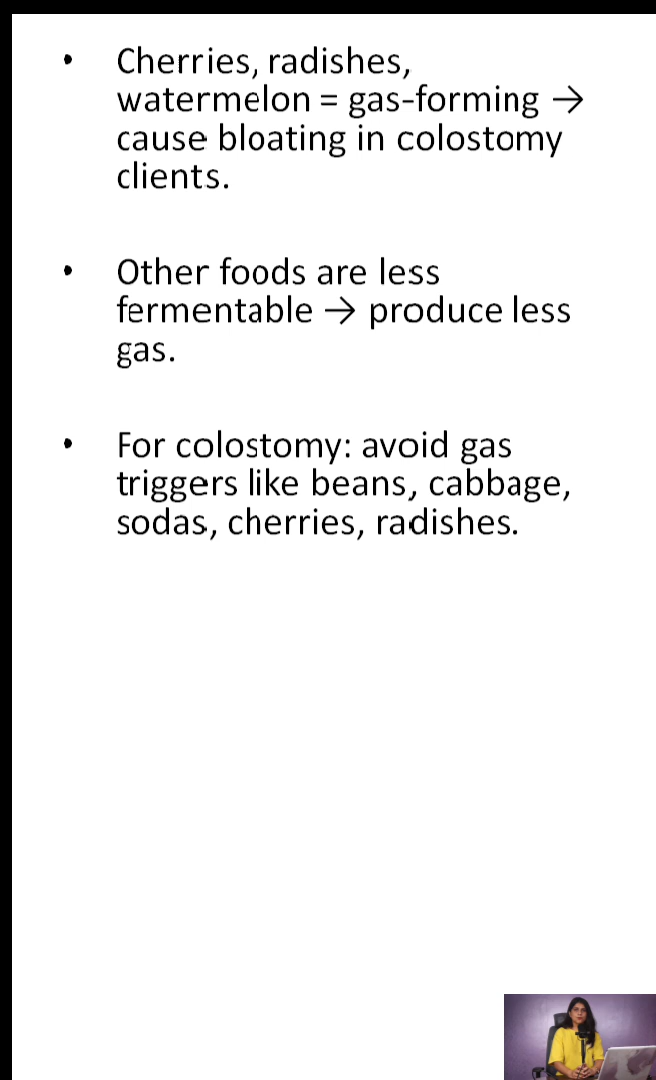 • Cherries, radishes,
watermelon = gas-forming →
cause bloating in colostomy
clients.
• Other foods are less
fermentable → produce less
gas.
• For colostomy: avoid gas
triggers like beans, cabbage,
sodas, cherries, radishes.